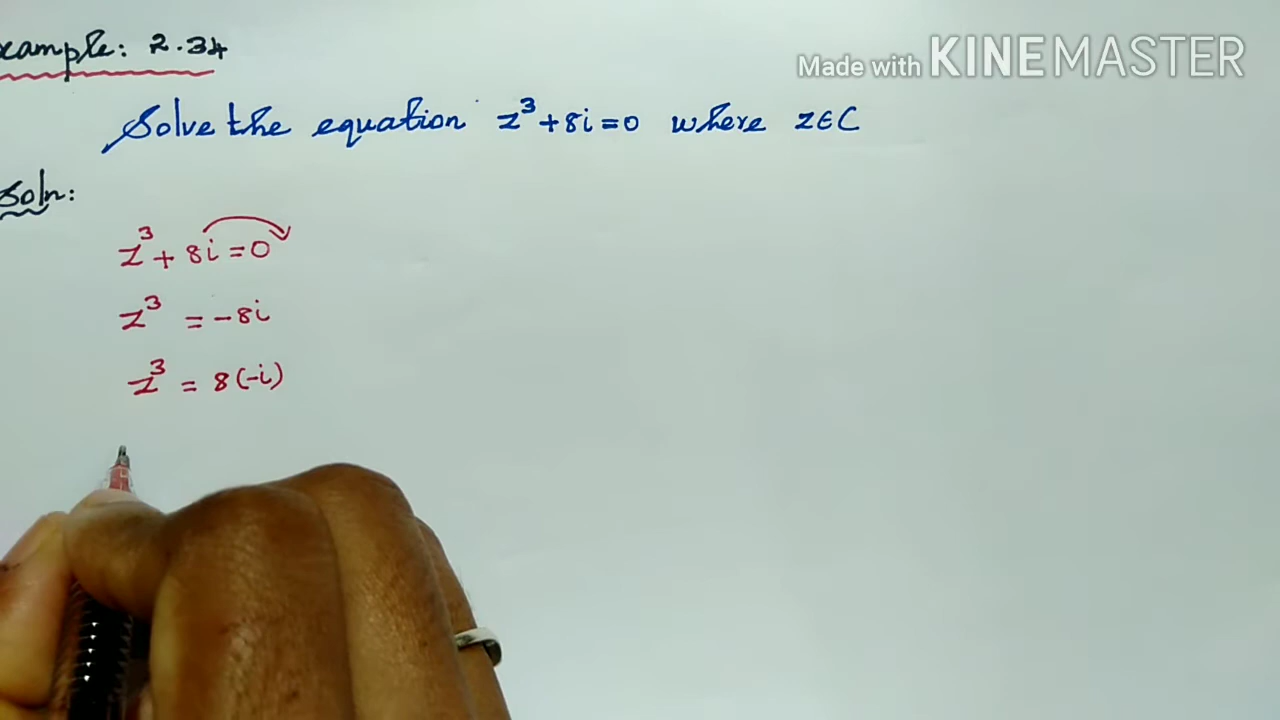 xample: 2.34
Made with KINEMASTER
Solve the equation z³+8i=0 where z∈C
Soln:
z³+8i=0
z³ =-8i
z³ = 8(-i)